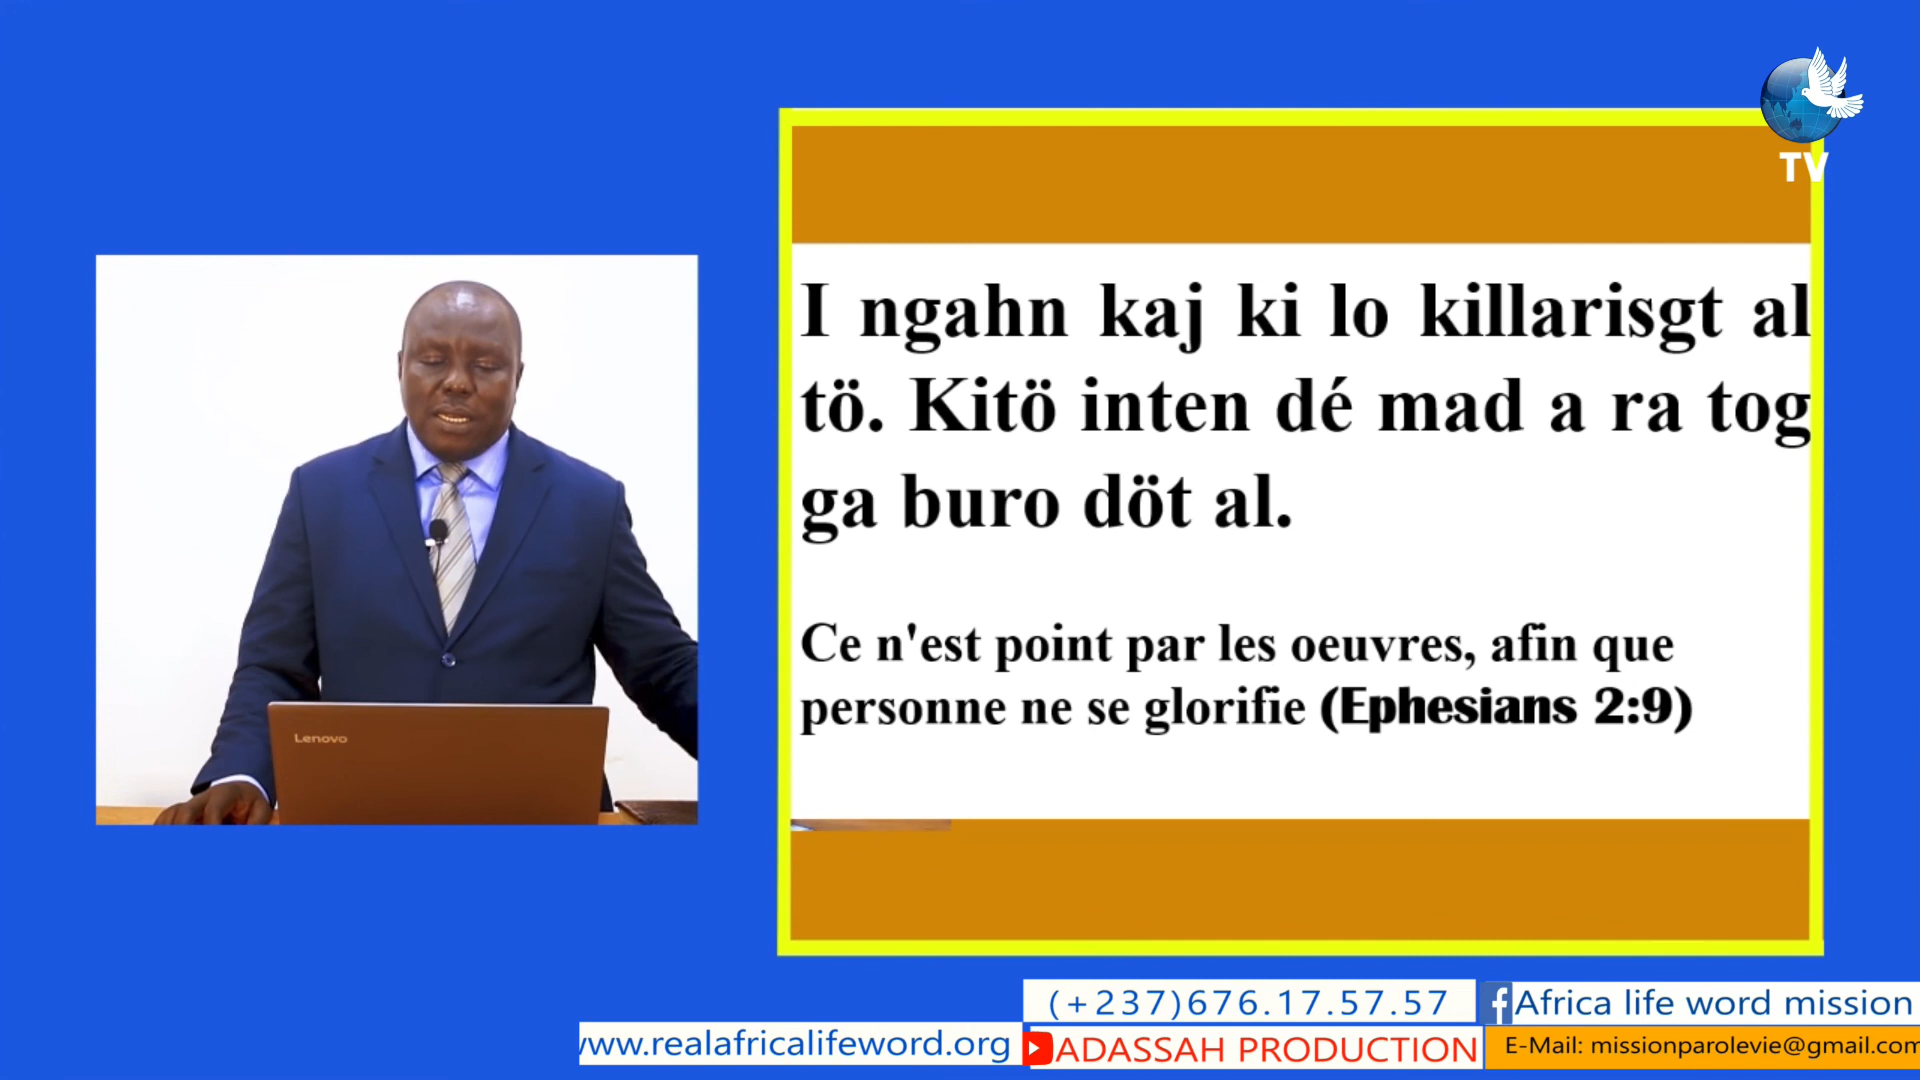 TV
I ngahn kaj ki lo killarisgt al
tö. Kitö inten dé mad a ra tog
ga buro döt al.
Ce n'est point par les oeuvres, afin que
personne ne se glorifie (Ephesians 2:9)
Lenovo
(+237)676.17.57.57
Africa life word mission
www.realafricalifeword.org
ADASSAH PRODUCTION
E-Mail: missionparolevie@gmail.com